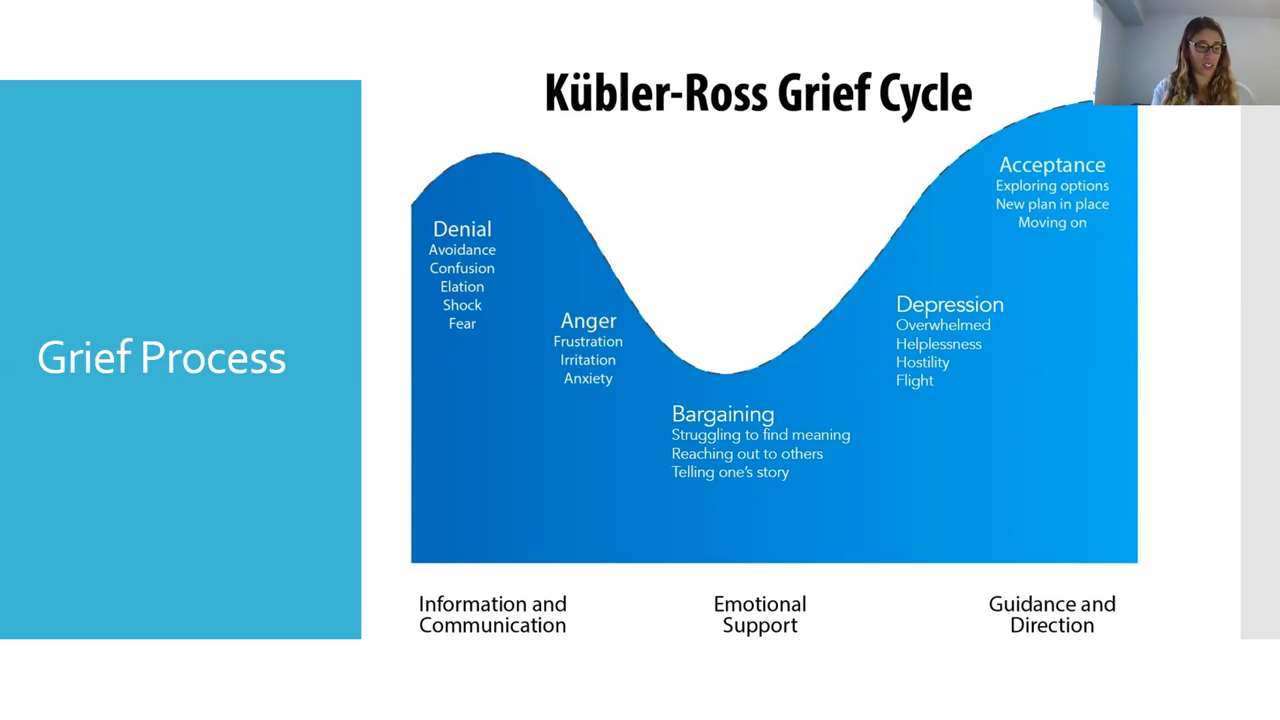 Grief Process
Kübler-Ross Grief Cycle
Denial
Avoidance
Confusion
Elation
Shock
Fear
Anger
Frustration
Irritation
Anxiety
Bargaining
Struggling to find meaning
Reaching out to others
Telling one's story
Depression
Overwhelmed
Helplessness
Hostility
Flight
Acceptance
Exploring options
New plan in place
Moving on
Information and
Communication
Emotional
Support
Guidance and
Direction